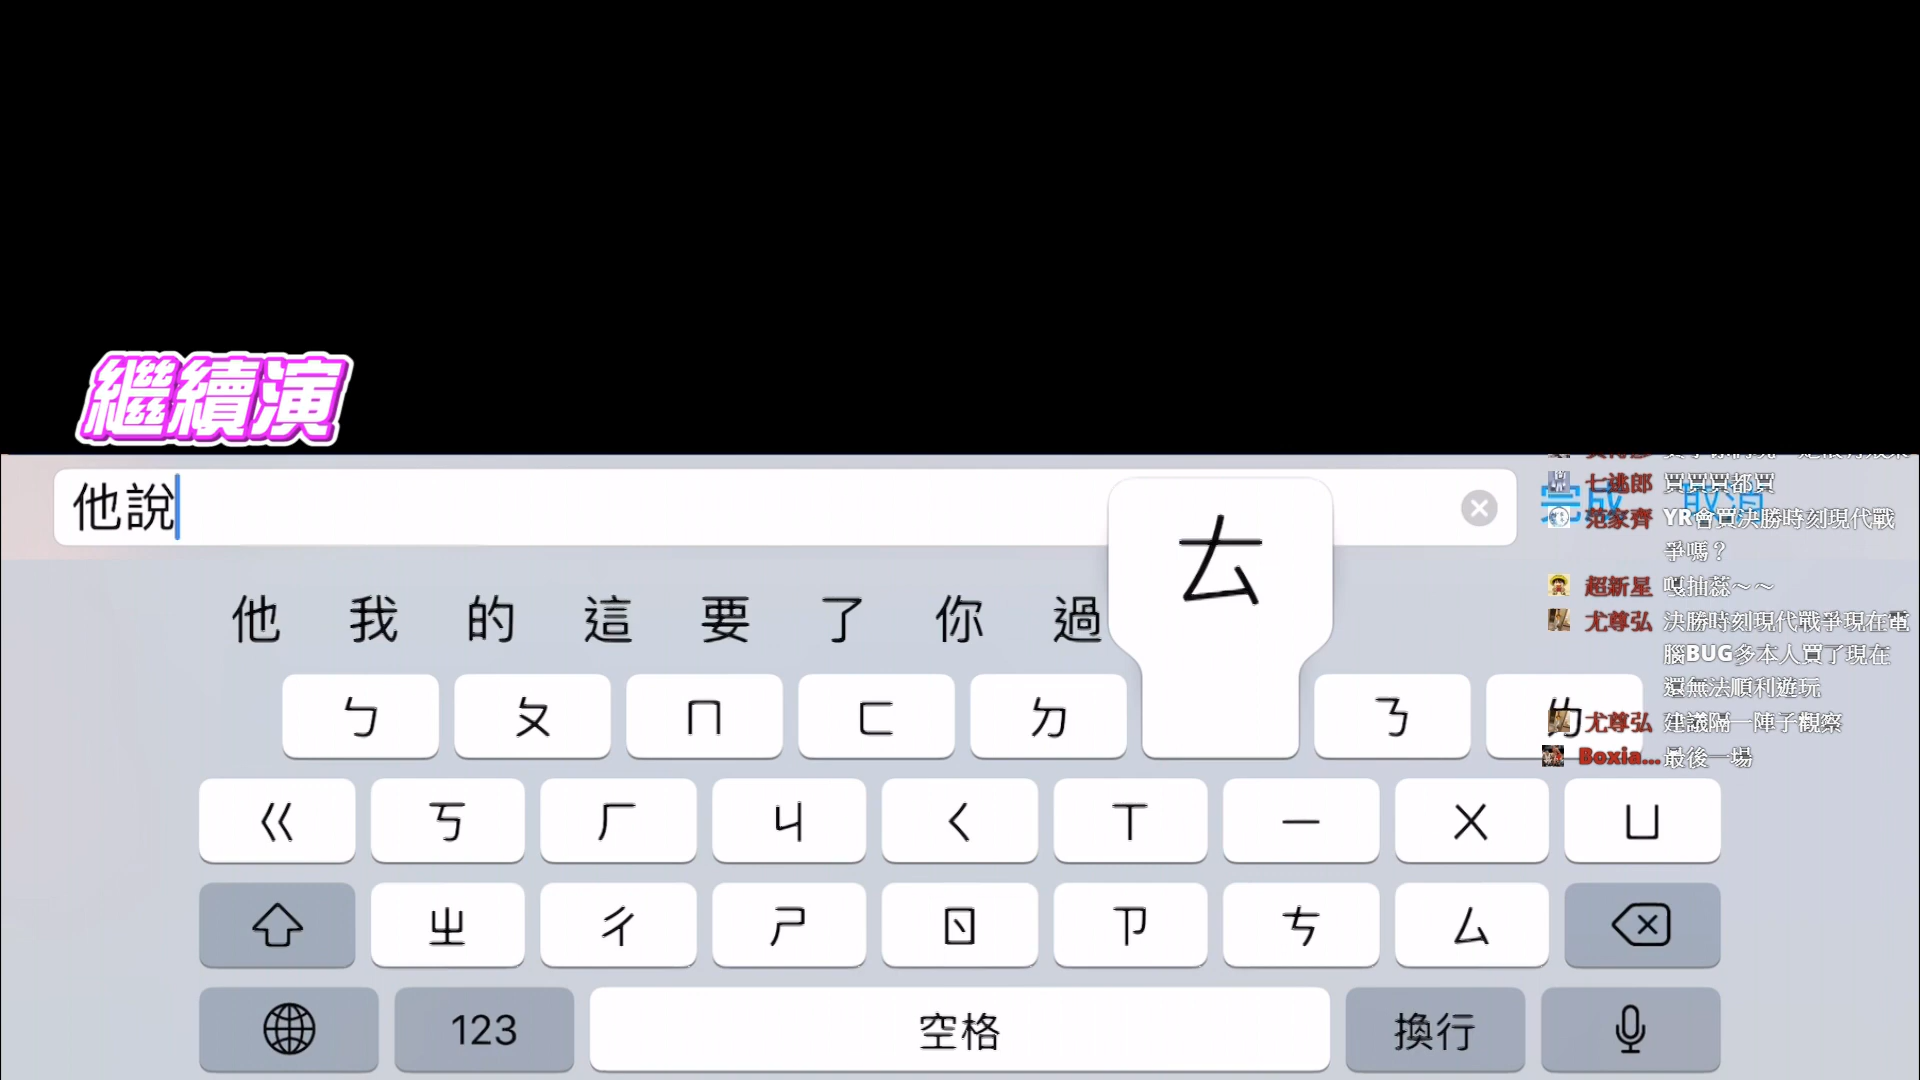 繼續演
他說
完成 取消
七逃郎 買買買都買
范家齊 YR會買決勝時刻現代戰
爭嗎？
超新星 嘎抽蕊～～
尤尊弘 決勝時刻現代戰爭現在電
腦BUG多本人買了現在
還無法順利遊玩
尤尊弘 建議隔一陣子觀察
Boxia... 最後一場
他 我 的 這 要 了 你 過
ㄅ ㄆ ㄇ ㄈ ㄉ ㄊ ㄋ ㄌ
ㄍ ㄎ ㄏ ㄐ ㄑ ㄒ ㄧ ㄨ ㄩ
ㄓ ㄔ ㄕ ㄖ ㄗ ㄘ ㄙ
123 空格 換行